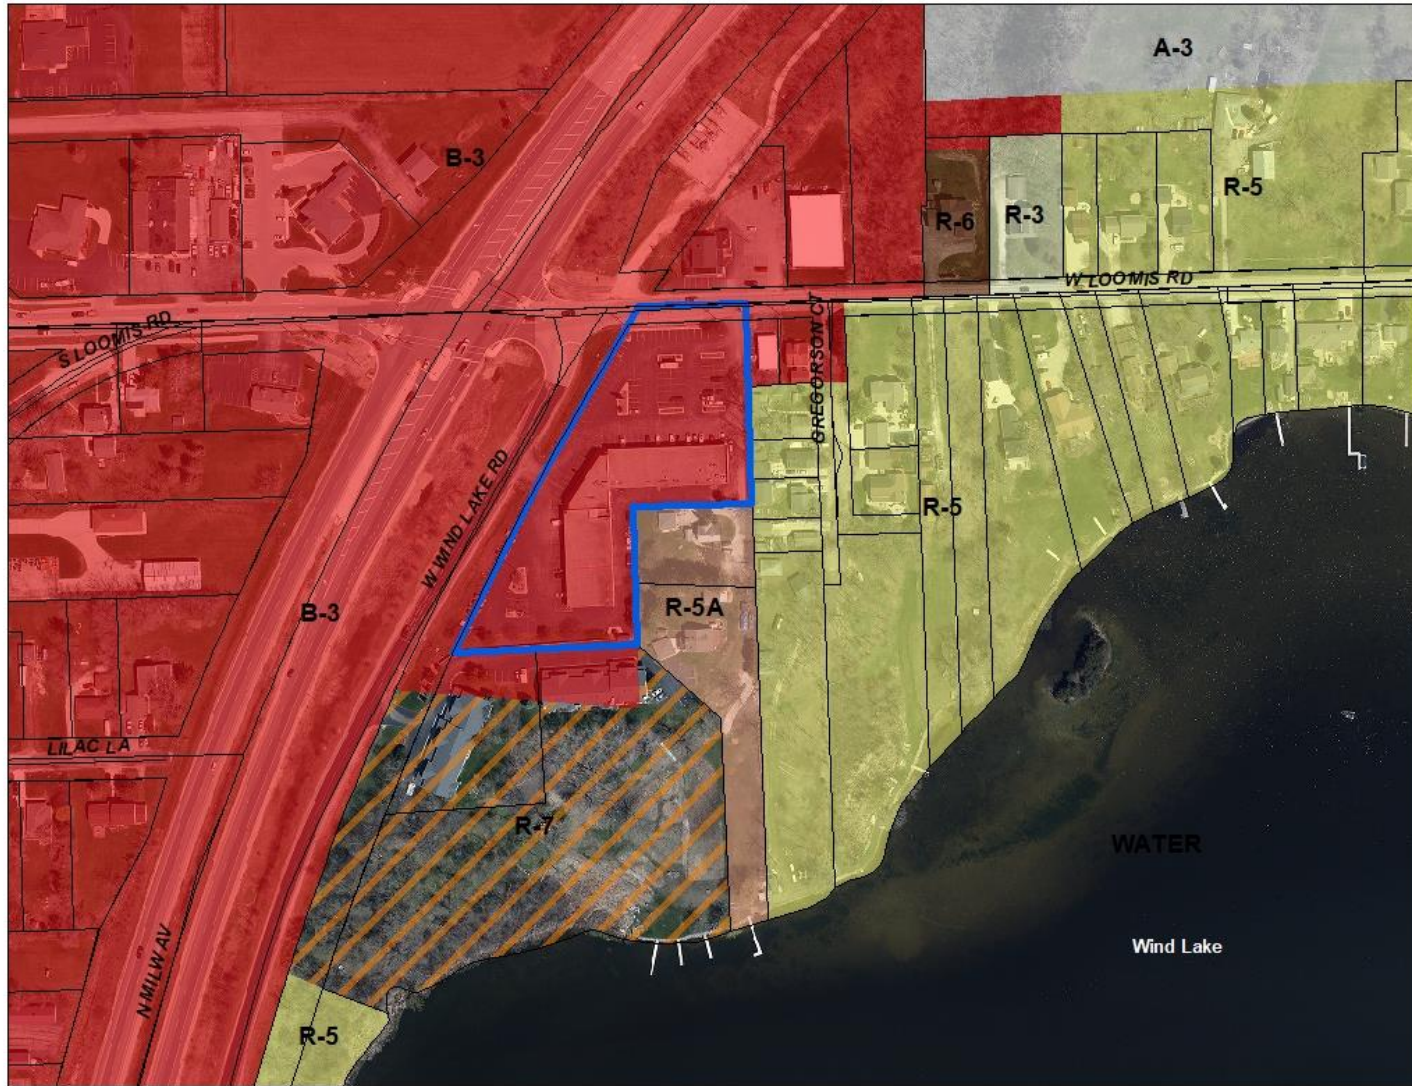 A-3
B-3
R-5
R-6
R-3
W LOOMIS RD
S LOOMIS RD
GREGORSON CT
W WIND LAKE RD
R-5
R-5A
B-3
LILAC LA
R-7
WATER
Wind Lake
N MILW AV
R-5